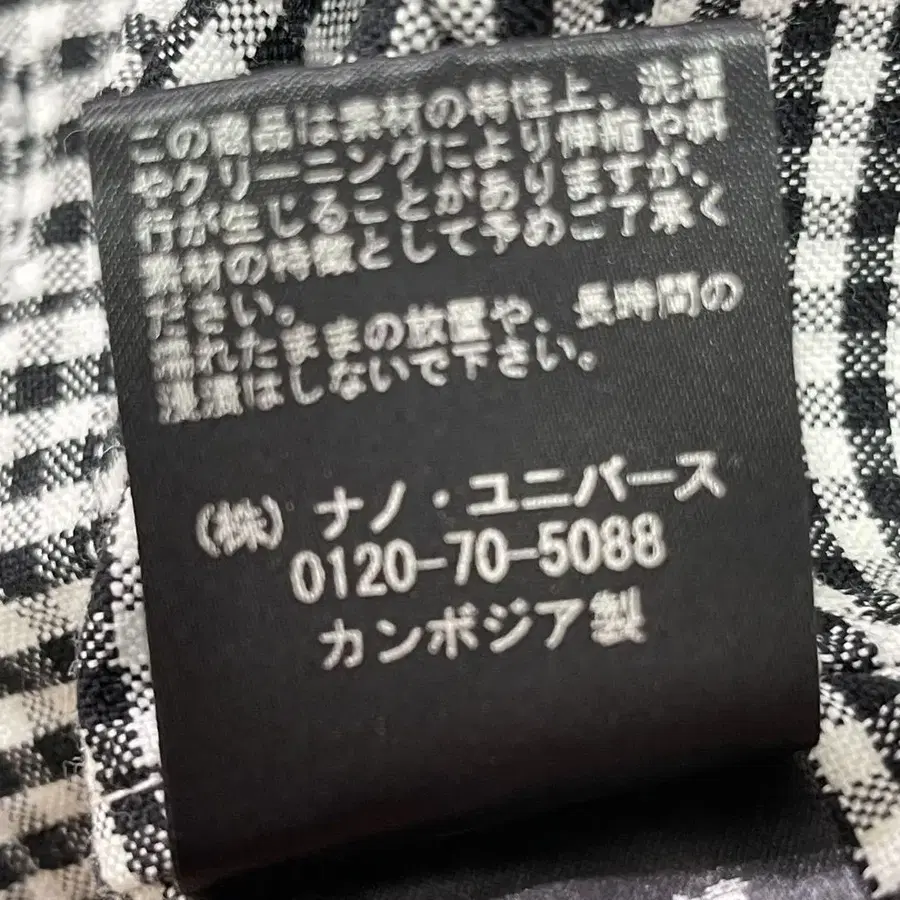 この商品は素材の特性上、洗濯
やクリーニングにより伸縮や斜
行が生じることがありますが、
素材の特徴として予めご了承く
ださい。
濡れたままの放置や、長時間の
浸漬はしないで下さい。
(株) ナノ・ユニバース
0120-70-5088
カンボジア製